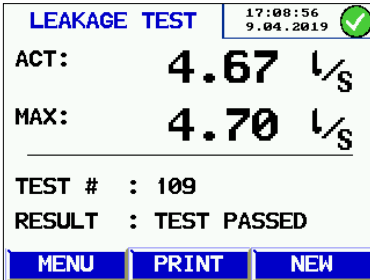 LEAKAGE TEST
17:08:56
9.04.2019
ACT: 4.67 l/s
MAX: 4.70 l/s
TEST # : 109
RESULT : TEST PASSED
MENU PRINT NEW